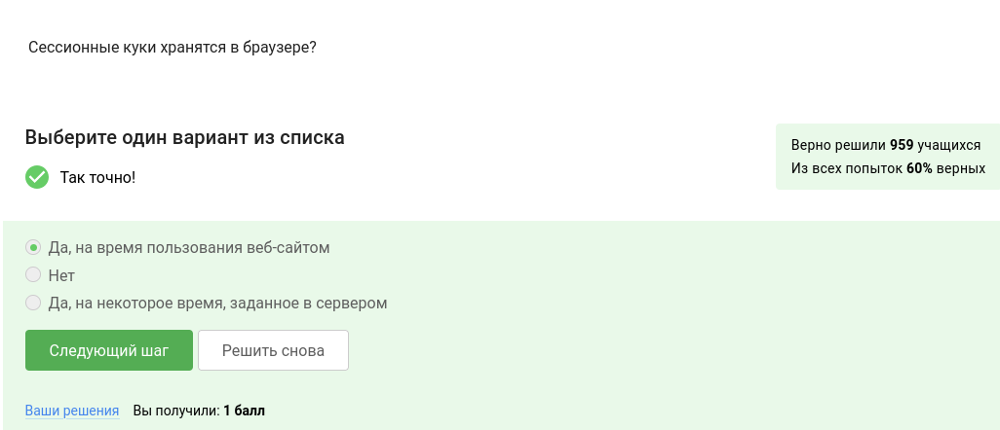 Сессионные куки хранятся в браузере?
Выберите один вариант из списка
Так точно!
Верно решили 959 учащихся
Из всех попыток 60% верных
Да, на время пользования веб-сайтом
Нет
Да, на некоторое время, заданное в сервером
Следующий шаг
Решить снова
Ваши решения Вы получили: 1 балл